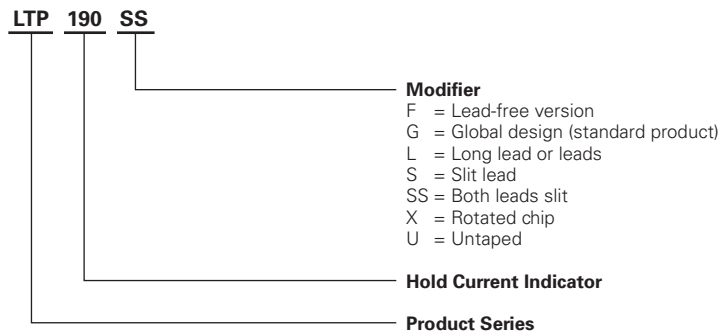 LTP 190 SS
Modifier
F = Lead-free version
G = Global design (standard product)
L = Long lead or leads
S = Slit lead
SS = Both leads slit
X = Rotated chip
U = Untaped
Hold Current Indicator
Product Series